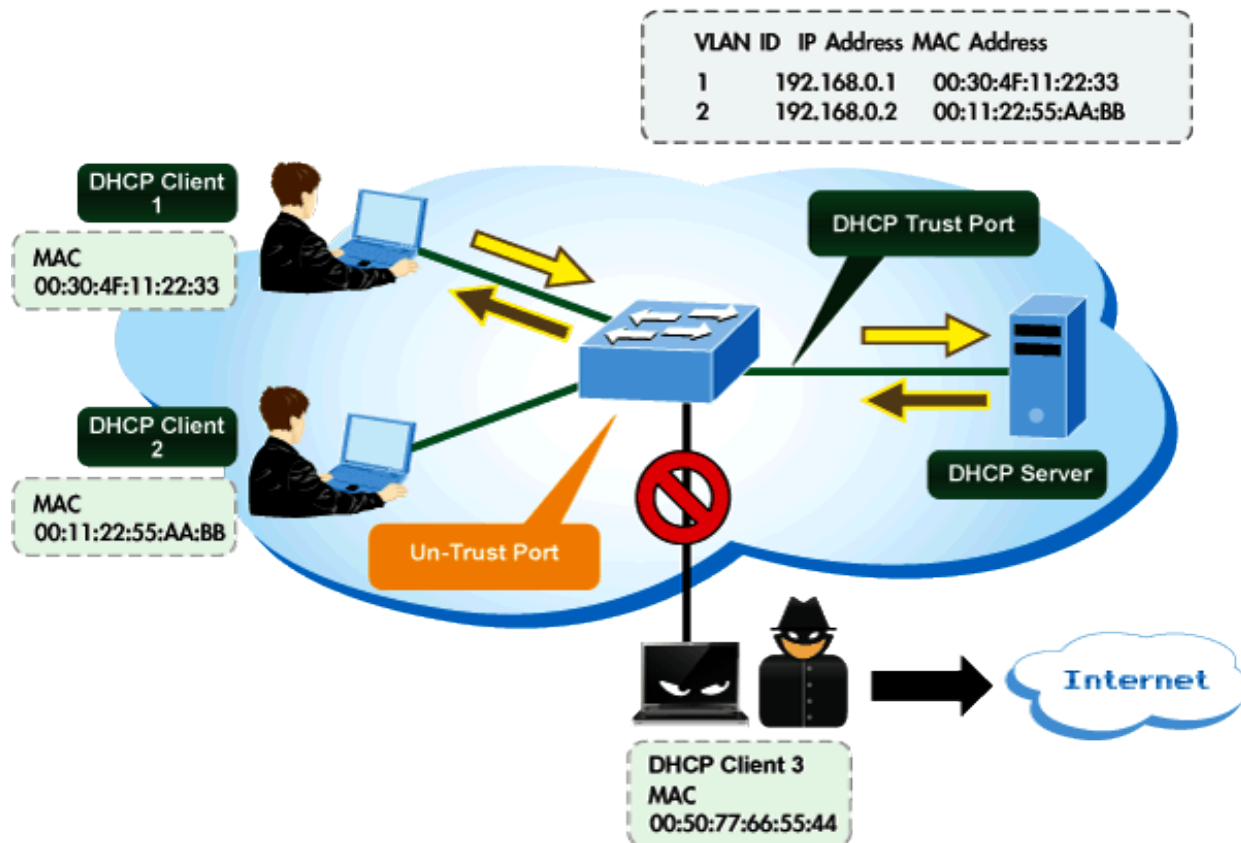 VLAN ID IP Address MAC Address
1 192.168.0.1 00:30:4F:11:22:33
2 192.168.0.2 00:11:22:55:AA:BB
DHCP Client
1
MAC
00:30:4F:11:22:33
DHCP Trust Port
DHCP Client
2
MAC
00:11:22:55:AA:BB
Un-Trust Port
DHCP Server
Internet
DHCP Client 3
MAC
00:50:77:66:55:44